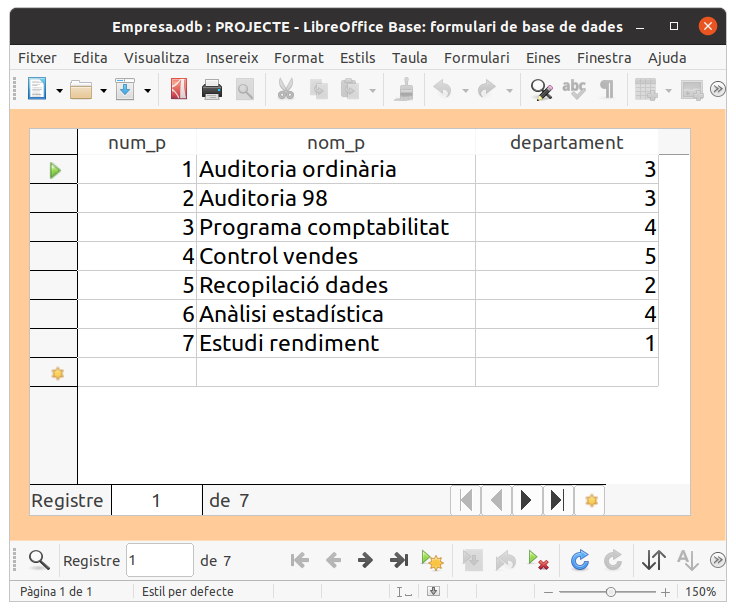 Empresa.odb : PROJECTE - LibreOffice Base: formulari de base de dades
Fitxer Edita Visualitza Insereix Format Estils Taula Formulari Eines Finestra Ajuda
abc
num_p nom_p departament
1 Auditoria ordinària 3
2 Auditoria 98 3
3 Programa comptabilitat 4
4 Control vendes 5
5 Recopilació dades 2
6 Anàlisi estadística 4
7 Estudi rendiment 1
Registre 1 de 7
Registre 1 de 7
Pàgina 1 de 1 Estil per defecte 150%